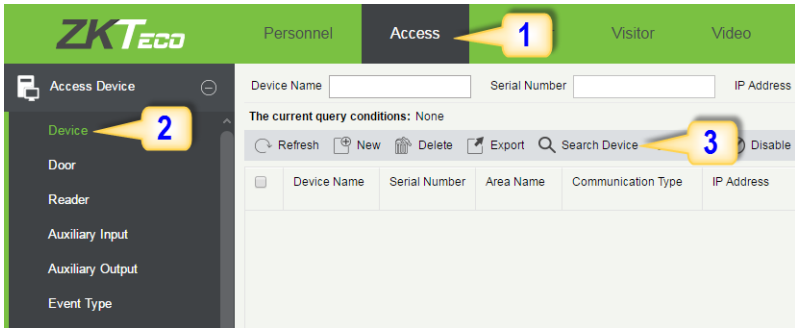 ZKTECO
Personnel Access 1 Visitor Video
Access Device
Device Name Serial Number IP Address
The current query conditions: None
Device 2
Refresh New Delete Export Search Device 3 Disable
Door
Device Name Serial Number Area Name Communication Type IP Address
Reader
Auxiliary Input
Auxiliary Output
Event Type